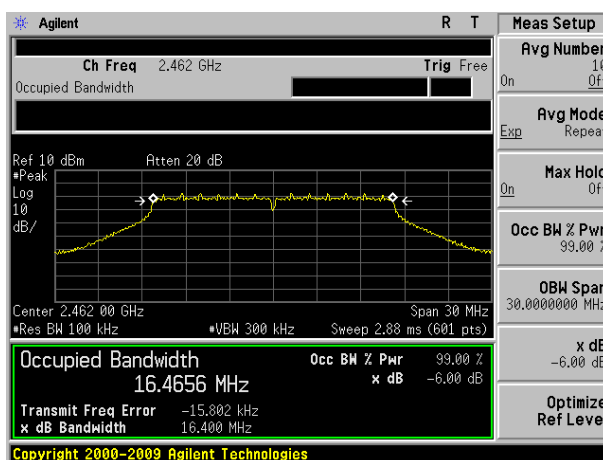 Agilent R T Meas Setup
Avg Number
10
On Off
Ch Freq 2.462 GHz Trig Free
Occupied Bandwidth
Avg Mode
Exp Repeat
Ref 10 dBm Atten 20 dB
#Peak
Log
10
dB/
Max Hold
On Off
Occ BW % Pwr
99.00 %
OBW Span
30.0000000 MHz
Center 2.462 00 GHz Span 30 MHz
#Res BW 100 kHz #VBW 300 kHz Sweep 2.88 ms (601 pts)
Occupied Bandwidth Occ BW % Pwr 99.00 %
16.4656 MHz x dB -6.00 dB
x dB
-6.00 dB
Transmit Freq Error -15.802 kHz
x dB Bandwidth 16.400 MHz
Optimize
Ref Level
Copyright 2000-2009 Agilent Technologies